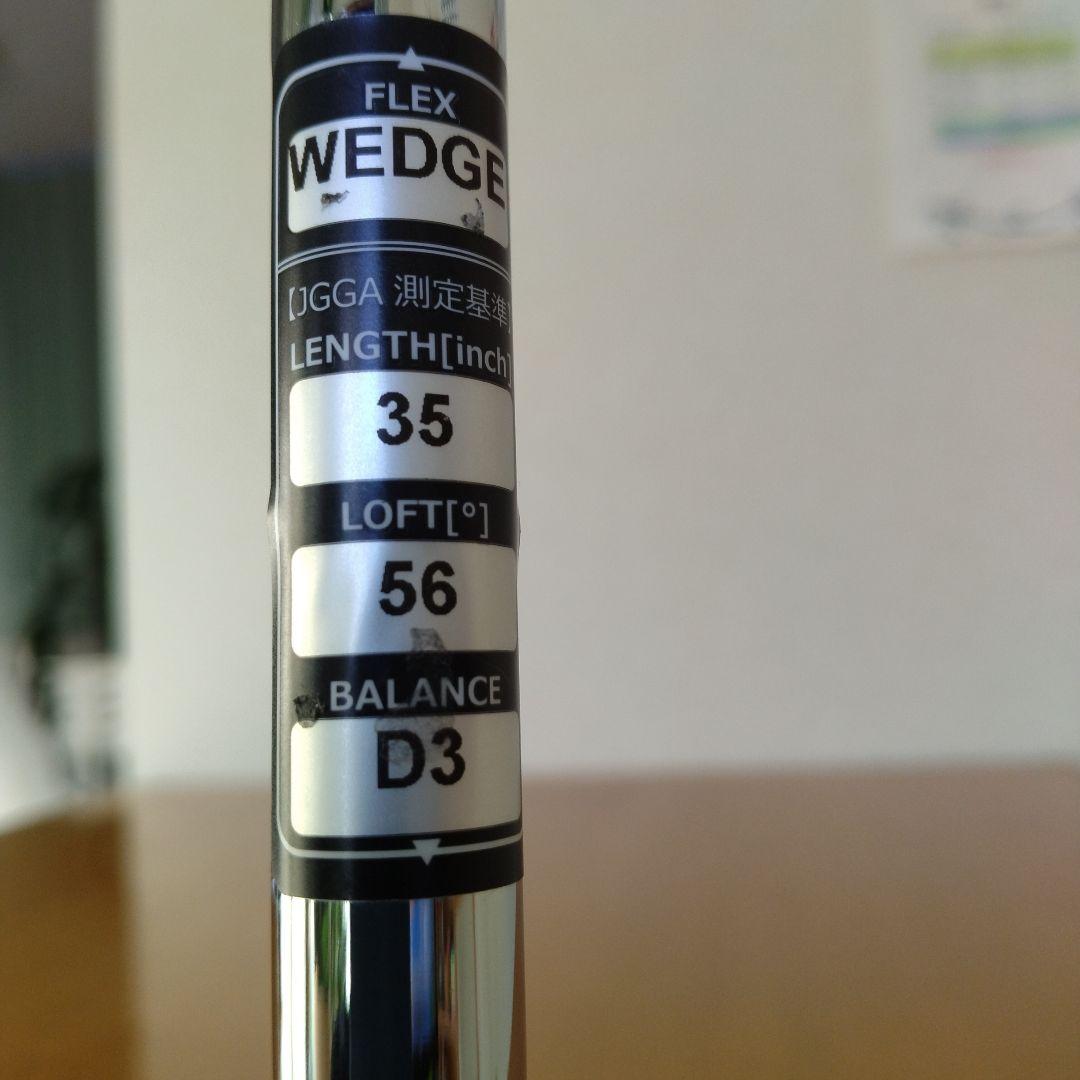 FLEX
WEDGE
【JGGA 測定基準】
LENGTH[inch]
35
LOFT[°]
56
BALANCE
D3